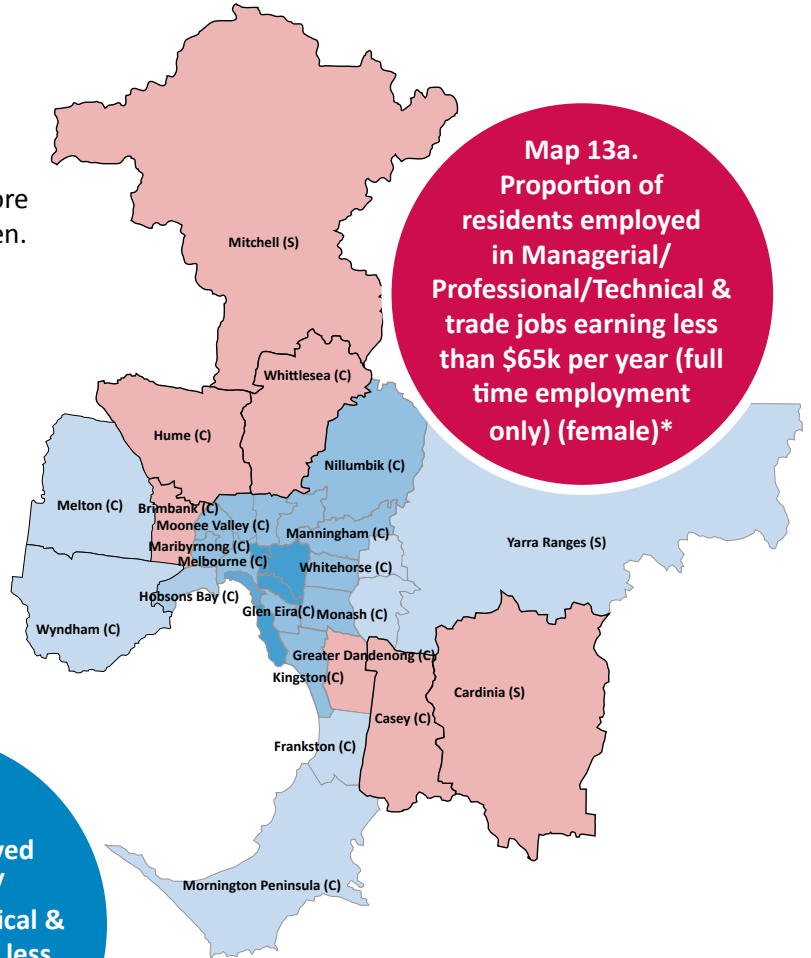 Map 13a.
Proportion of
residents employed
in Managerial/
Professional/Technical &
trade jobs earning less
than $65k per year (full
time employment
only) (female)*
Mitchell (S)
Whittlesea (C)
Hume (C)
Nillumbik (C)
Melton (C)
Brimbank (C)
Moonee Valley (C)
Manningham (C)
Yarra Ranges (S)
Maribyrnong (C)
Melbourne (C)
Whitehorse (C)
Hobsons Bay (C)
Glen Eira(C)
Monash (C)
Wyndham (C)
Greater Dandenong (C)
Kingston(C)
Cardinia (S)
Casey (C)
Frankston (C)
Mornington Peninsula (C)
&
less